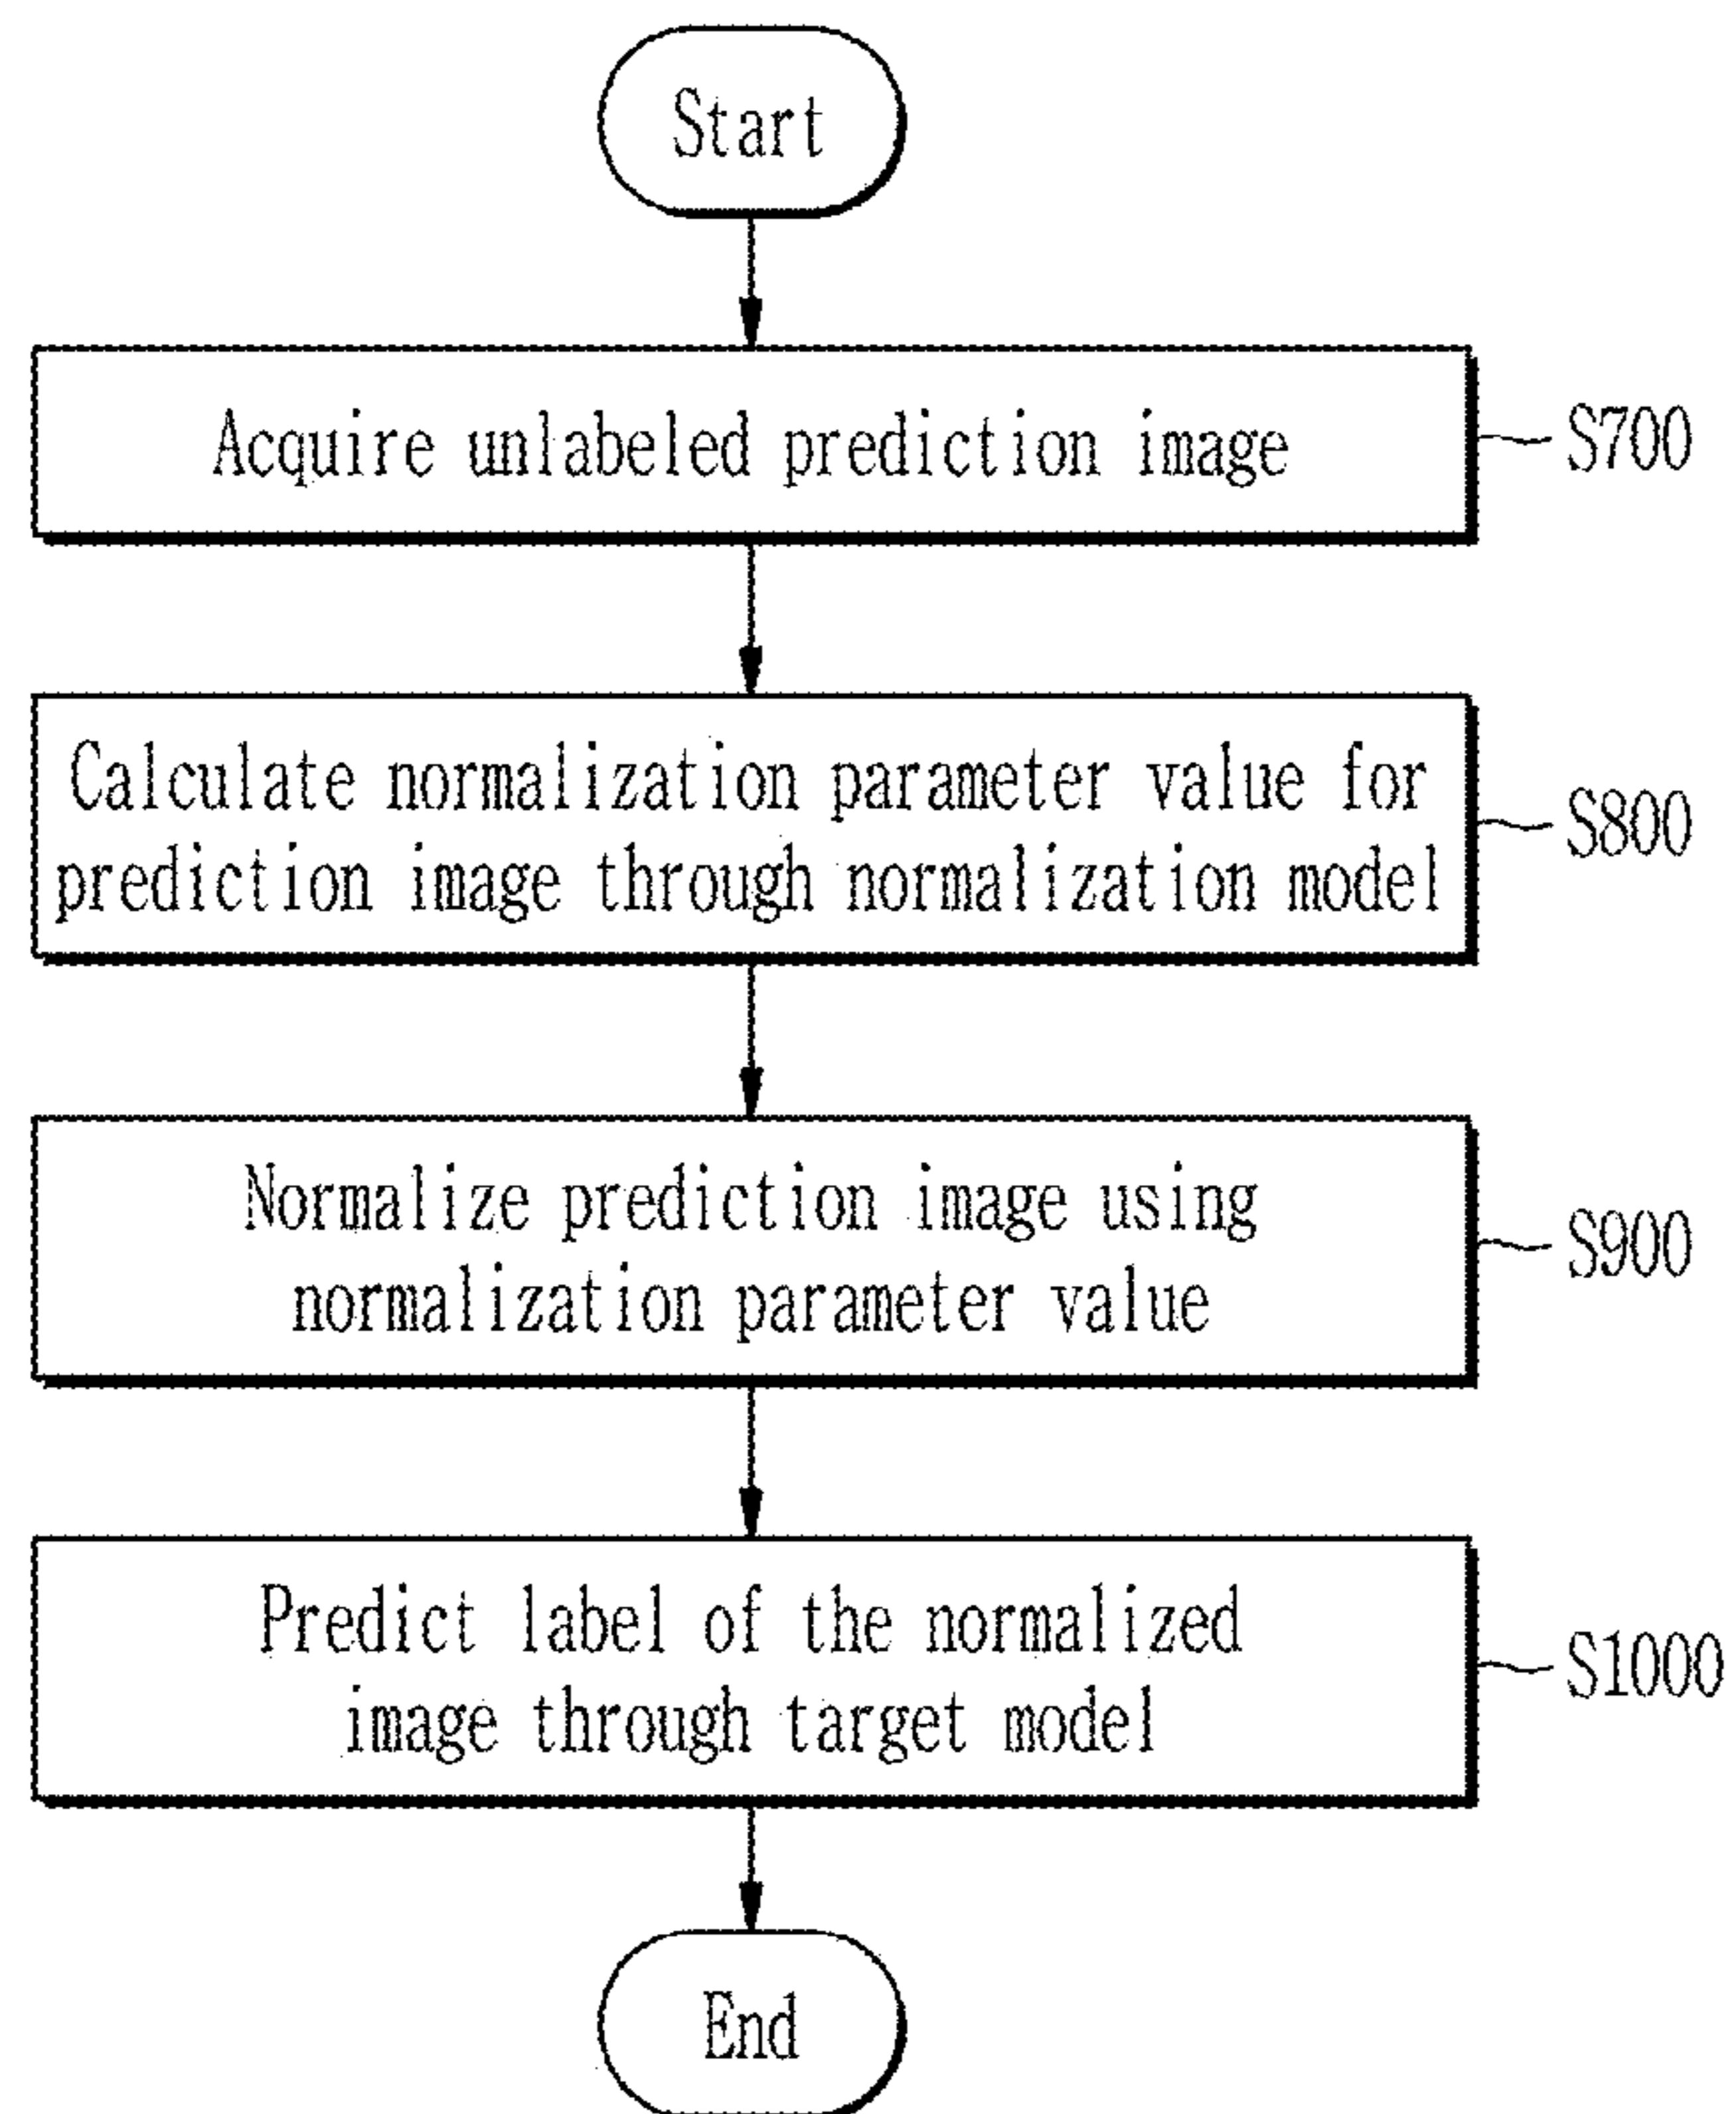 Start
Acquire unlabeled prediction image
S700
Calculate normalization parameter value for
prediction image through normalization model
S800
Normalize prediction image using
normalization parameter value
S900
Predict label of the normalized
image through target model
S1000
End